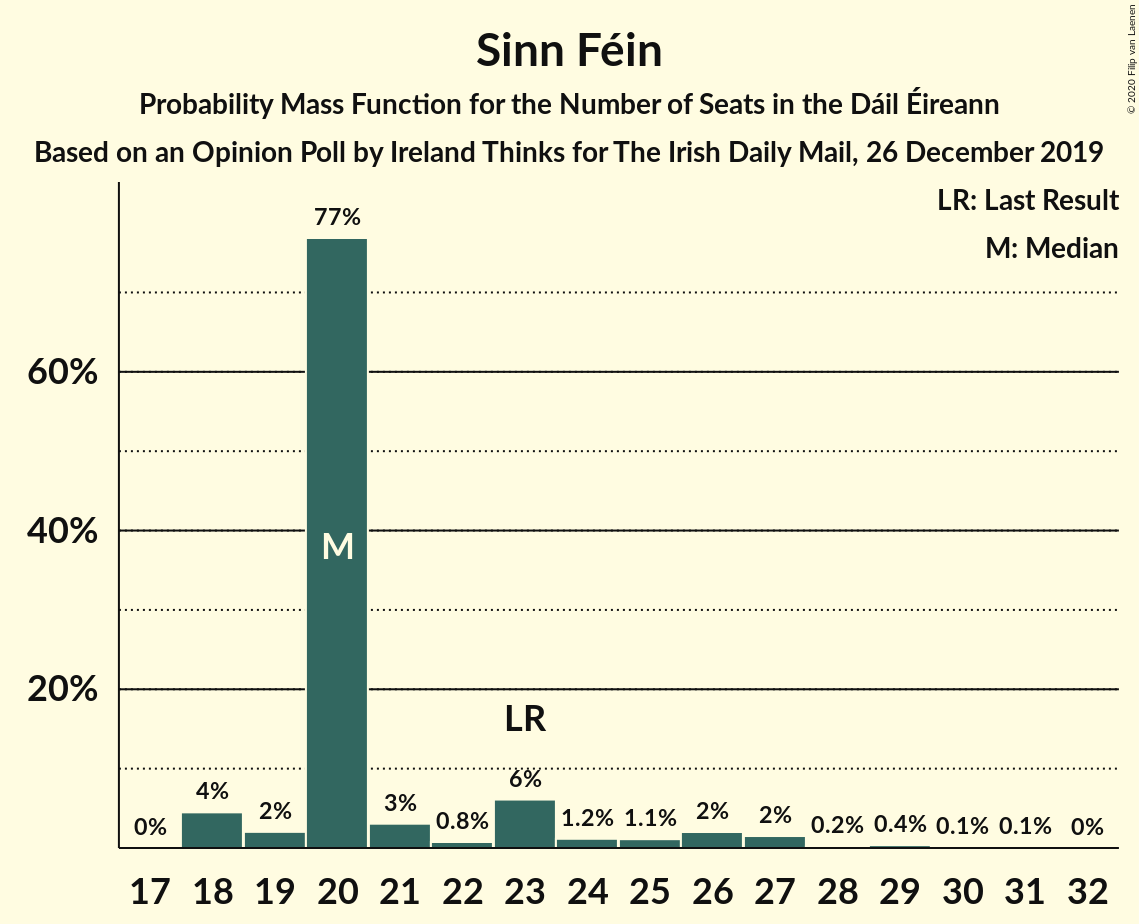 Sinn Féin
Probability Mass Function for the Number of Seats in the Dáil Éireann
Based on an Opinion Poll by Ireland Thinks for The Irish Daily Mail, 26 December 2019
© 2020 Filip van Laenen
LR: Last Result
M: Median
77%
60%
40%
M
20%
LR
0%
4%
2%
3%
0.8%
6%
1.2%
1.1%
2%
2%
0.2%
0.4%
0.1%
0.1%
0%
17 18 19 20 21 22 23 24 25 26 27 28 29 30 31 32